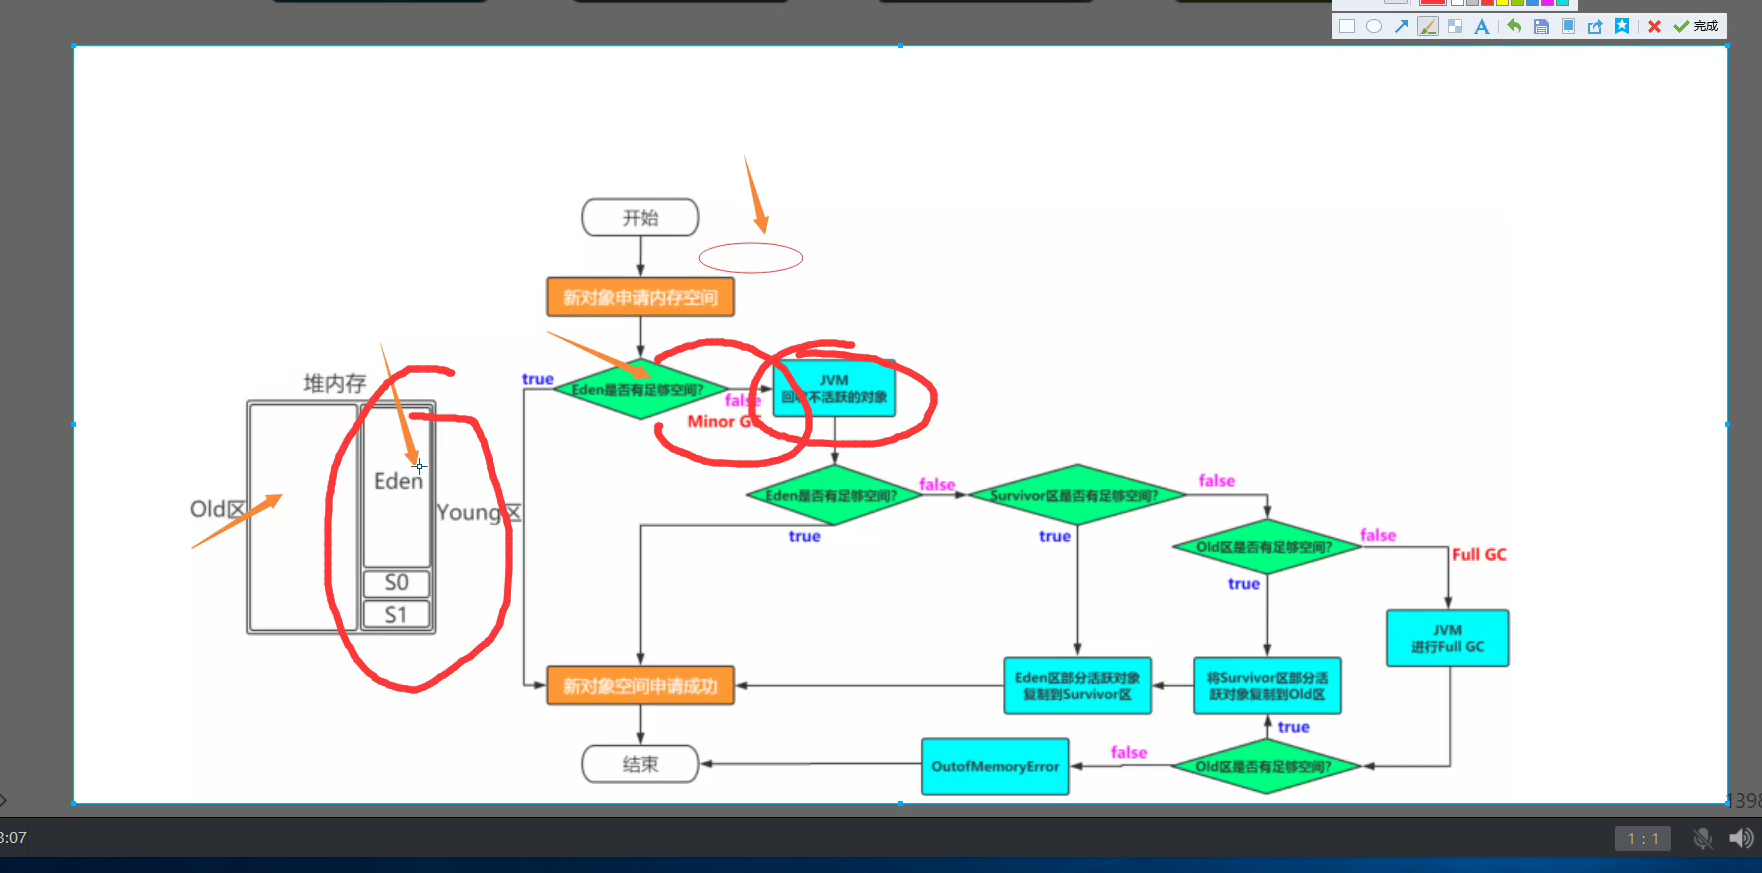 A
完成
开始
新对象申请内存空间
true
Eden是否有足够空间?
false
Minor GC
JVM
回收不活跃的对象
堆内存
Old区
Eden
Young区
S0
S1
Eden是否有足够空间?
false
true
Survivor区是否有足够空间?
false
true
Old区是否有足够空间?
false
Full GC
true
JVM
进行Full GC
新对象空间申请成功
Eden区部分活跃对象
复制到Survivor区
将Survivor区部分活
跃对象复制到Old区
true
结束
OutofMemoryError
false
Old区是否有足够空间?
3:07
1 : 1